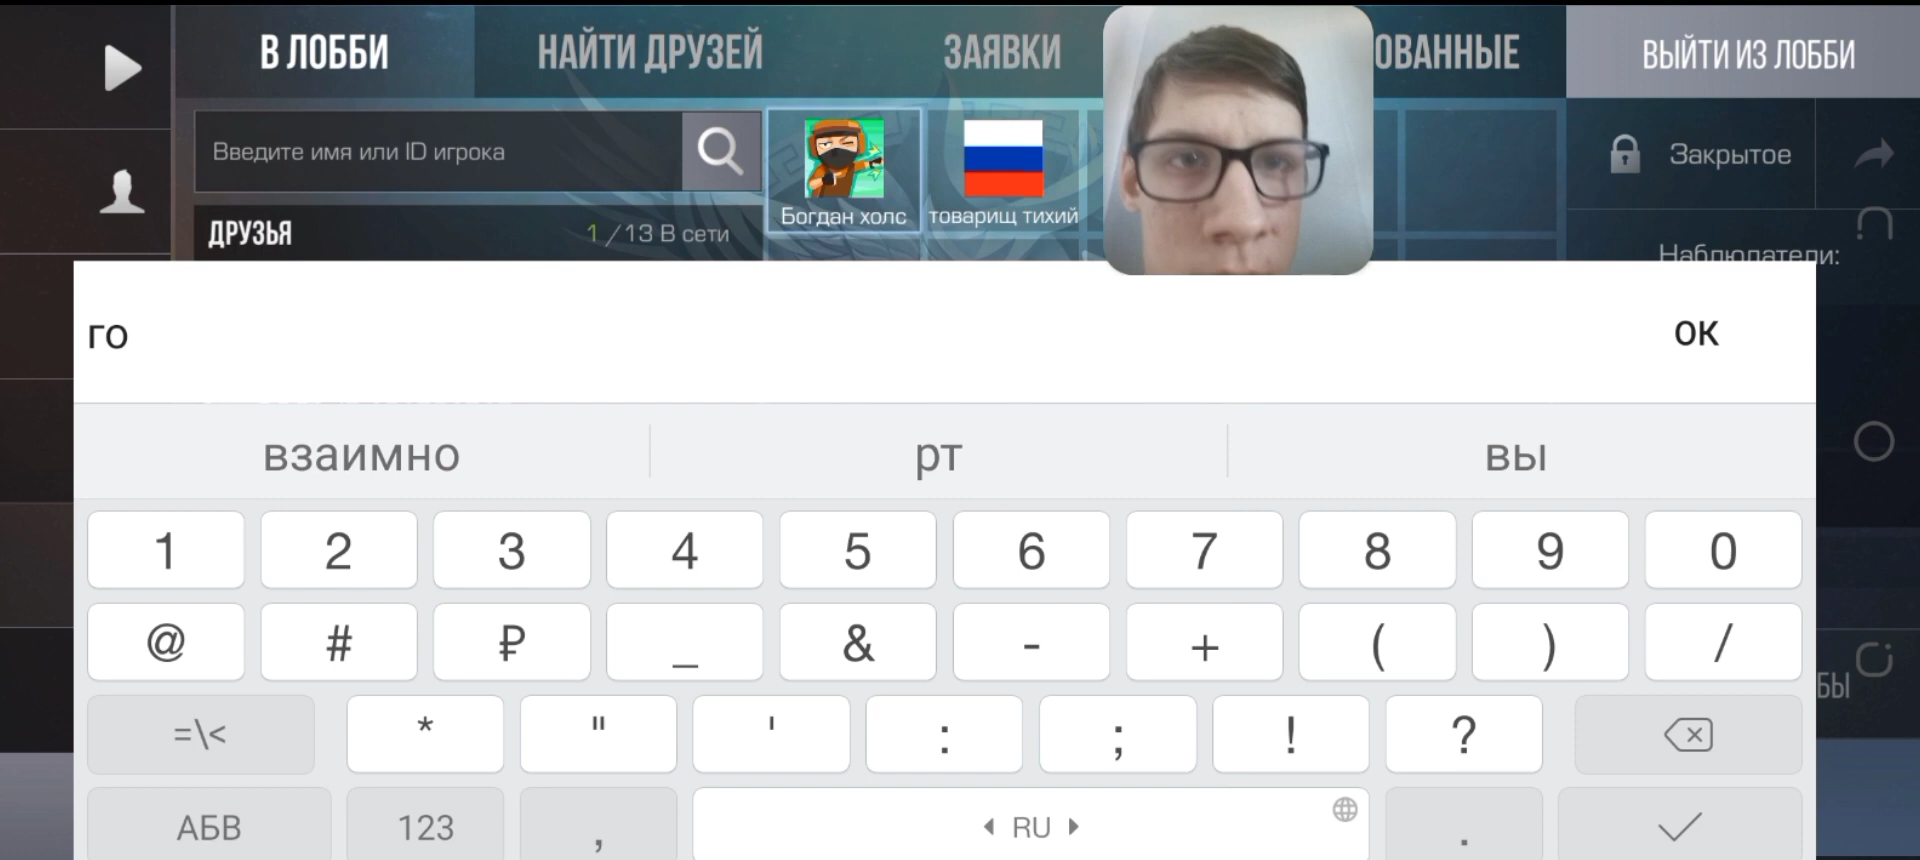 В ЛОББИ
НАЙТИ ДРУЗЕЙ
ЗАЯВКИ
ОВАННЫЕ
ВЫЙТИ ИЗ ЛОББИ
Введите имя или ID игрока
Богдан холс
товарищ тихий
Закрытое
ДРУЗЬЯ
1 / 13 В сети
Наблюдатели:
го
ОК
взаимно
рт
вы
1 2 3 4 5 6 7 8 9 0
@ # ₽ _ & - + ( ) /
=\< * " ' : ; ! ?
БЫ
АБВ 123 , RU .